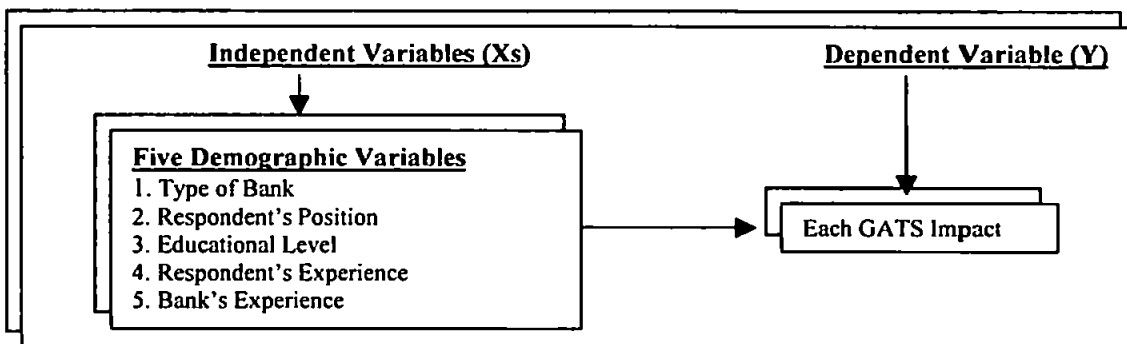 Independent Variables (Xs)
Dependent Variable (Y)
Five Demographic Variables
1. Type of Bank
2. Respondent's Position
3. Educational Level
4. Respondent's Experience
5. Bank's Experience
Each GATS Impact